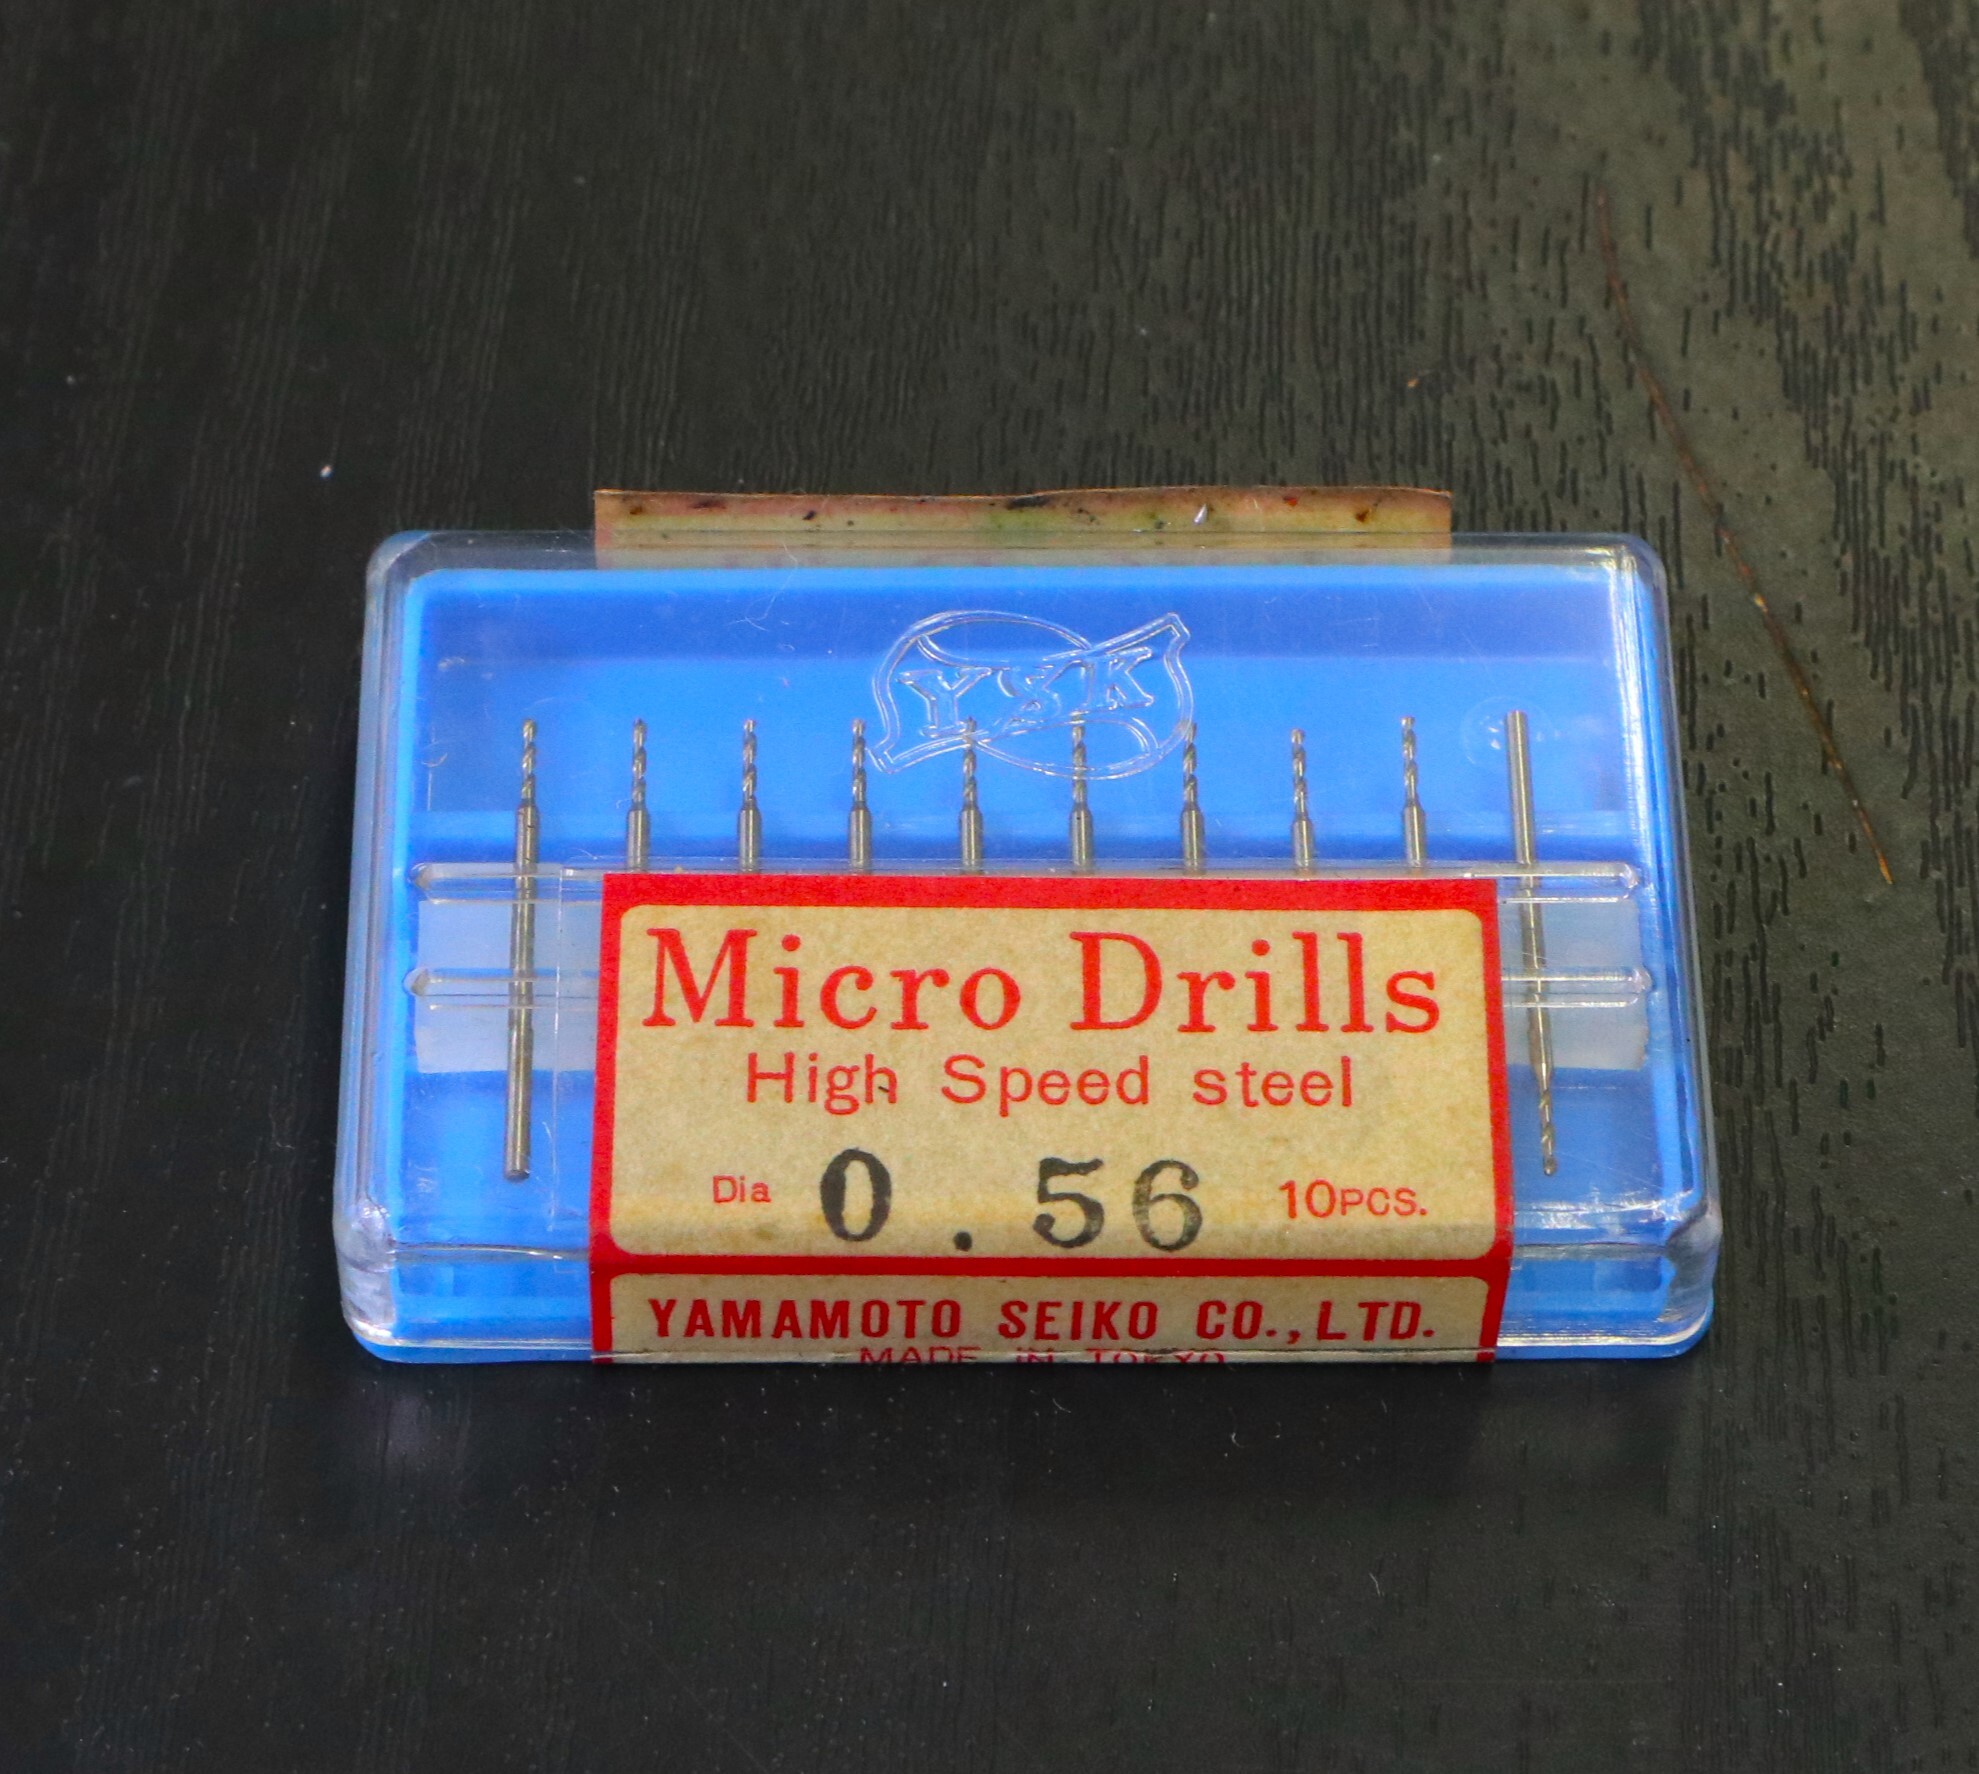 YSK
Micro Drills
High Speed steel
Dia 0.56 10PCS.
YAMAMOTO SEIKO CO.,LTD.
MADE IN TOKYO